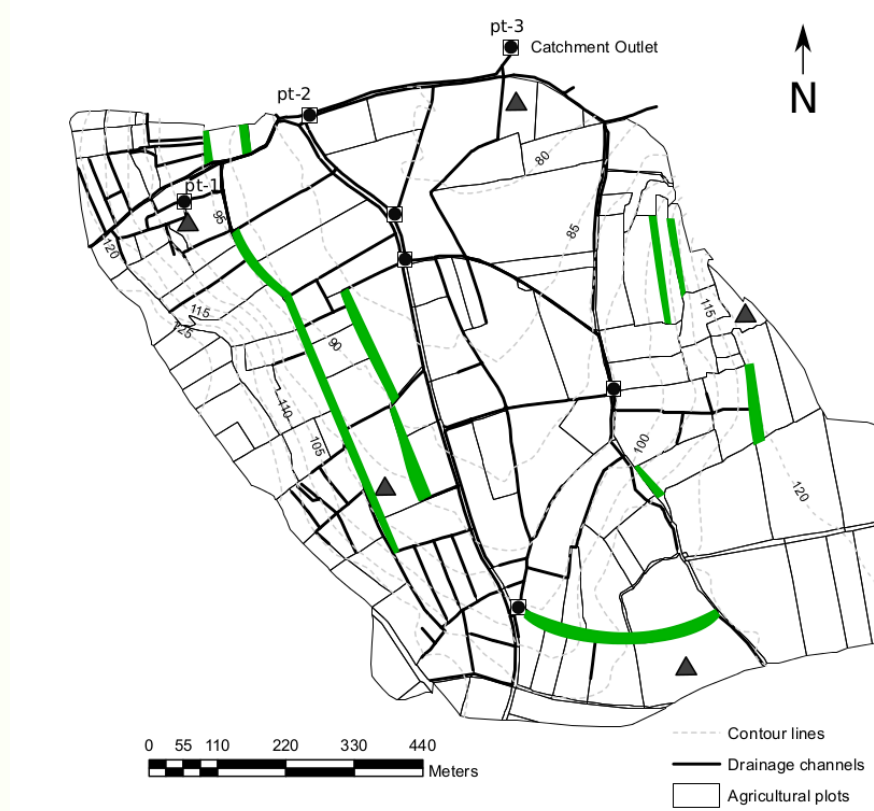 pt-3
Catchment Outlet
N
pt-2
80
pt-1
95
85
120
115
115
125
90
110
105
100
120
0 55 110 220 330 440
Meters
Contour lines
Drainage channels
Agricultural plots